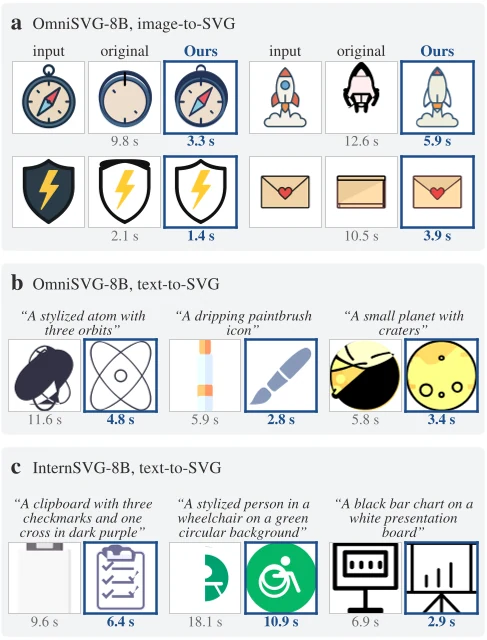 a OmniSVG-8B, image-to-SVG
input original Ours input original Ours
9.8 s 3.3 s 12.6 s 5.9 s
2.1 s 1.4 s 10.5 s 3.9 s
b OmniSVG-8B, text-to-SVG
“A stylized atom with three orbits”
“A dripping paintbrush icon”
“A small planet with craters”
11.6 s 4.8 s 5.9 s 2.8 s 5.8 s 3.4 s
c InternSVG-8B, text-to-SVG
“A clipboard with three checkmarks and one cross in dark purple”
“A stylized person in a wheelchair on a green circular background”
“A black bar chart on a white presentation board”
9.6 s 6.4 s 18.1 s 10.9 s 6.9 s 2.9 s